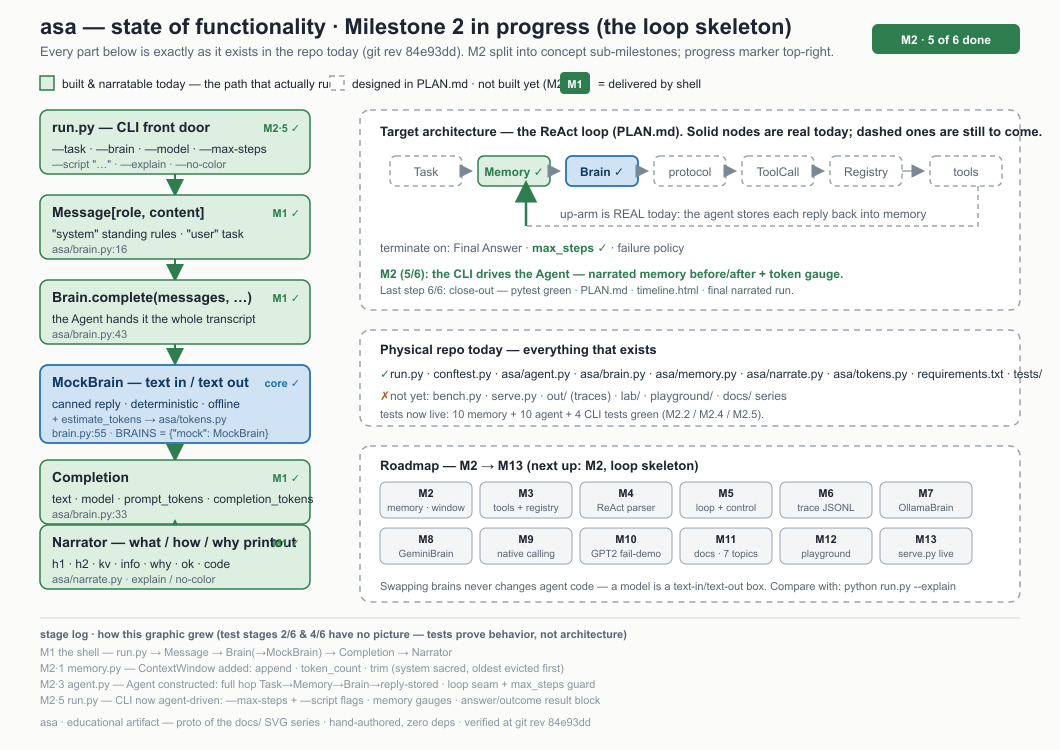 asa — state of functionality · Milestone 2 in progress (the loop skeleton)
Every part below is exactly as it exists in the repo today (git rev 84e93dd). M2 split into concept sub-milestones; progress marker top-right.
M2 · 5 of 6 done
built & narratable today — the path that actually ru
designed in PLAN.md · not built yet (M2
M1
= delivered by shell
run.py — CLI front door
M2·5 ✓
—task · —brain · —model · —max-steps
—script "…" · —explain · —no-color
Message[role, content]
M1 ✓
"system" standing rules · "user" task
asa/brain.py:16
Brain.complete(messages, …)
M1 ✓
the Agent hands it the whole transcript
asa/brain.py:43
MockBrain — text in / text out
core ✓
canned reply · deterministic · offline
+ estimate_tokens → asa/tokens.py
brain.py:55 · BRAINS = {"mock": MockBrain}
Completion
M1 ✓
text · model · prompt_tokens · completion_tokens
asa/brain.py:33
Narrator — what / how / why printout
h1 · h2 · kv · info · why · ok · code
asa/narrate.py · explain / no-color
Target architecture — the ReAct loop (PLAN.md). Solid nodes are real today; dashed ones are still to come.
Task
Memory ✓
Brain ✓
protocol
ToolCall
Registry
tools
up-arm is REAL today: the agent stores each reply back into memory
terminate on: Final Answer · max_steps ✓ · failure policy
M2 (5/6): the CLI drives the Agent — narrated memory before/after + token gauge.
Last step 6/6: close-out — pytest green · PLAN.md · timeline.html · final narrated run.
Physical repo today — everything that exists
✓run.py · conftest.py · asa/agent.py · asa/brain.py · asa/memory.py · asa/narrate.py · asa/tokens.py · requirements.txt · tests/
✗not yet: bench.py · serve.py · out/ (traces) · lab/ · playground/ · docs/ series
tests now live: 10 memory + 10 agent + 4 CLI tests green (M2.2 / M2.4 / M2.5).
Roadmap — M2 → M13 (next up: M2, loop skeleton)
M2
memory · window
M3
tools + registry
M4
ReAct parser
M5
loop + control
M6
trace JSONL
M7
OllamaBrain
M8
GeminiBrain
M9
native calling
M10
GPT2 fail-demo
M11
docs · 7 topics
M12
playground
M13
serve.py live
Swapping brains never changes agent code — a model is a text-in/text-out box. Compare with: python run.py --explain
stage log · how this graphic grew (test stages 2/6 & 4/6 have no picture — tests prove behavior, not architecture)
M1 the shell — run.py → Message → Brain(→MockBrain) → Completion → Narrator
M2·1 memory.py — ContextWindow added: append · token_count · trim (system sacred, oldest evicted first)
M2·3 agent.py — Agent constructed: full hop Task→Memory→Brain→reply-stored · loop seam + max_steps guard
M2·5 run.py — CLI now agent-driven: —max-steps + —script flags · memory gauges · answer/outcome result block
asa · educational artifact — proto of the docs/ SVG series · hand-authored, zero deps · verified at git rev 84e93dd